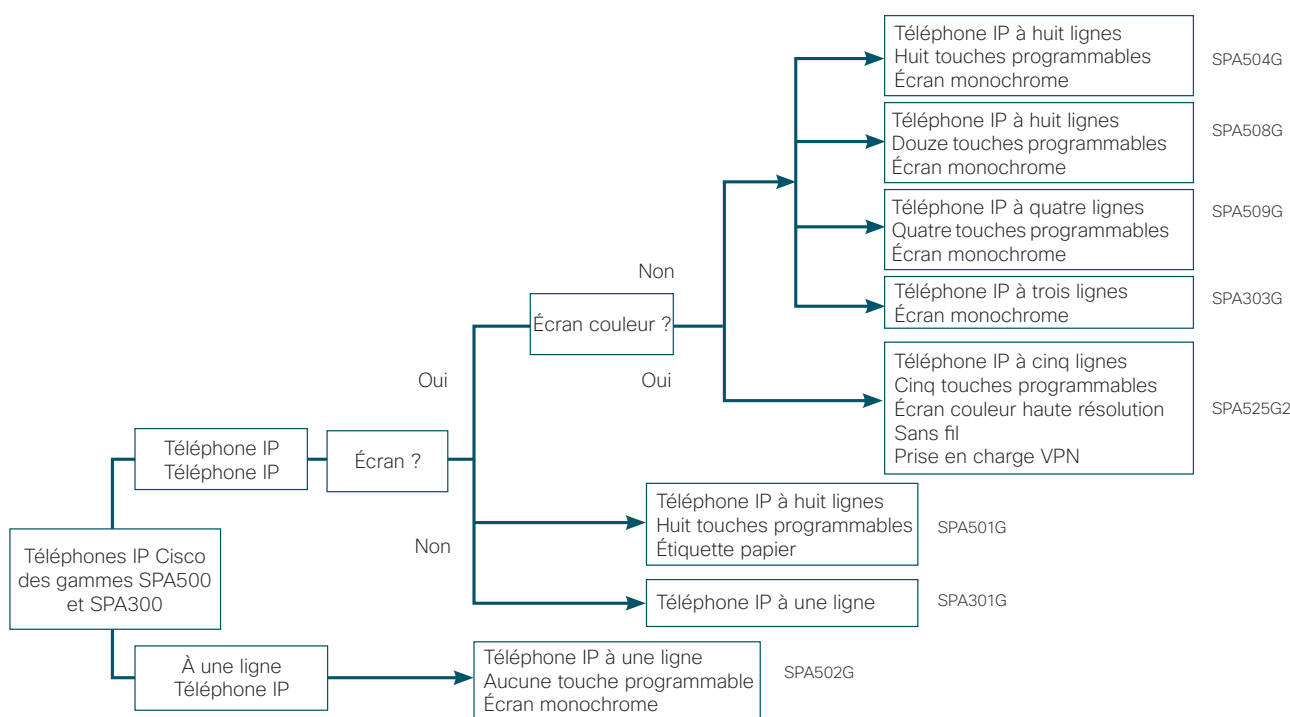 Téléphone IP à huit lignes
Huit touches programmables
Écran monochrome
SPA504G
Téléphone IP à huit lignes
Douze touches programmables
Écran monochrome
SPA508G
Téléphone IP à quatre lignes
Quatre touches programmables
Écran monochrome
SPA509G
Non
Téléphone IP à trois lignes
Écran monochrome
SPA303G
Écran couleur ?
Oui
Oui
Téléphone IP à cinq lignes
Cinq touches programmables
Écran couleur haute résolution
Sans fil
Prise en charge VPN
SPA525G2
Téléphone IP
Téléphone IP
Écran ?
Téléphone IP à huit lignes
Huit touches programmables
Étiquette papier
SPA501G
Non
Téléphones IP Cisco
des gammes SPA500
et SPA300
Téléphone IP à une ligne
SPA301G
À une ligne
Téléphone IP
Téléphone IP à une ligne
Aucune touche programmable
Écran monochrome
SPA502G